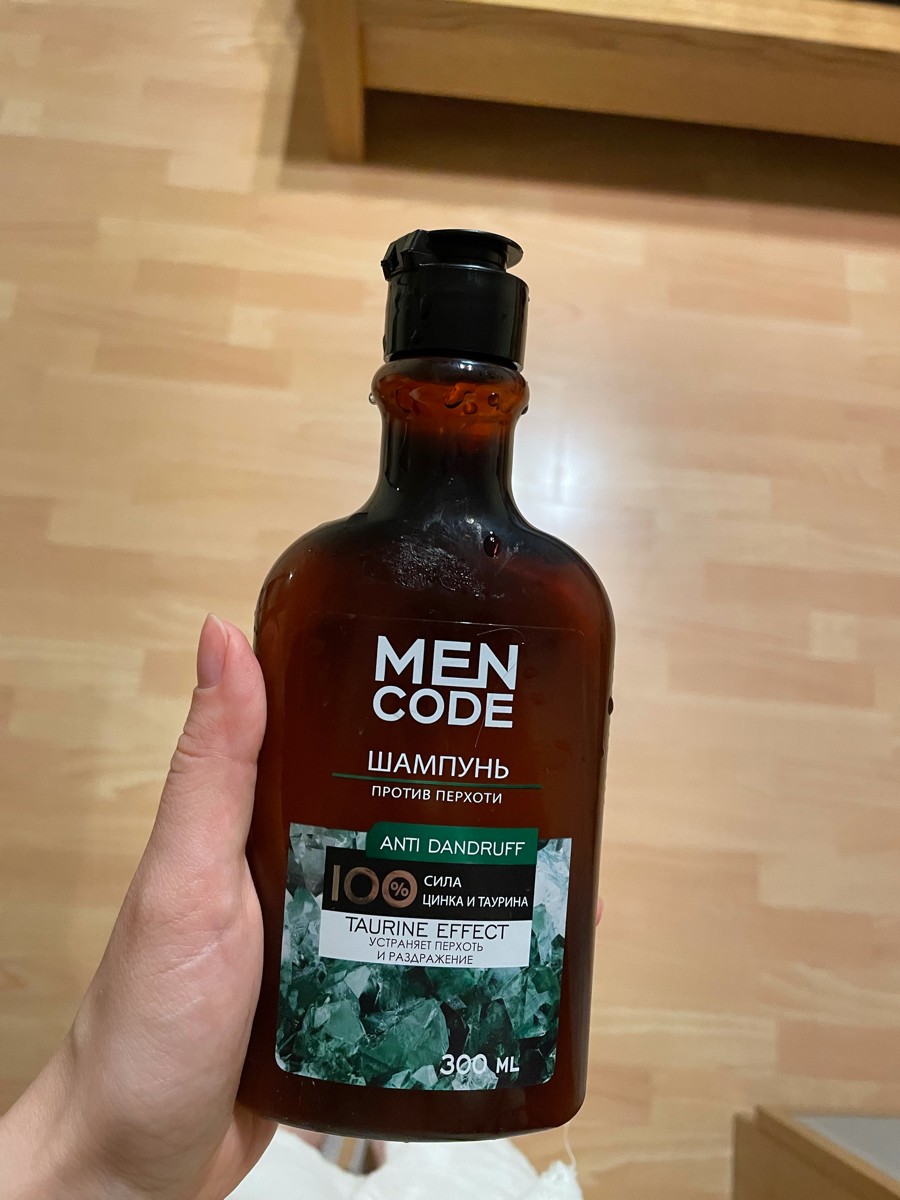 MEN
CODE
ШАМПУНЬ
ПРОТИВ ПЕРХОТИ
ANTI DANDRUFF
100%
СИЛА
ЦИНКА И ТАУРИНА
TAURINE EFFECT
УСТРАНЯЕТ ПЕРХОТЬ
И РАЗДРАЖЕНИЕ
300 ML